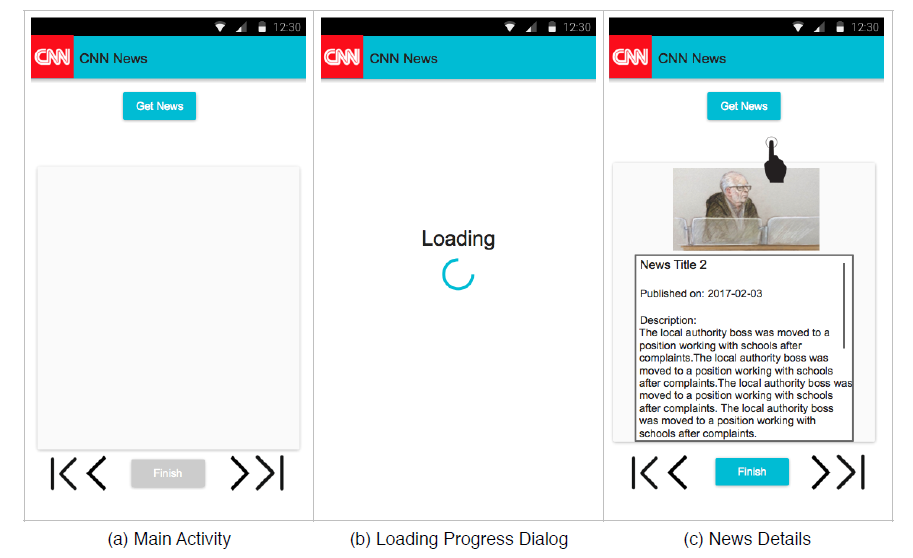 12:30
CNN
CNN News
Get News
Finish
(a) Main Activity
12:30
CNN
CNN News
Loading
(b) Loading Progress Dialog
12:30
CNN
CNN News
Get News
News Title 2
Published on: 2017-02-03
Description:
The local authority boss was moved to a
position working with schools after
complaints.The local authority boss was
moved to a position working with schools
after complaints.The local authority boss was
moved to a position working with schools
after complaints. The local authority boss
was moved to a position working with
schools after complaints.
Finish
(c) News Details